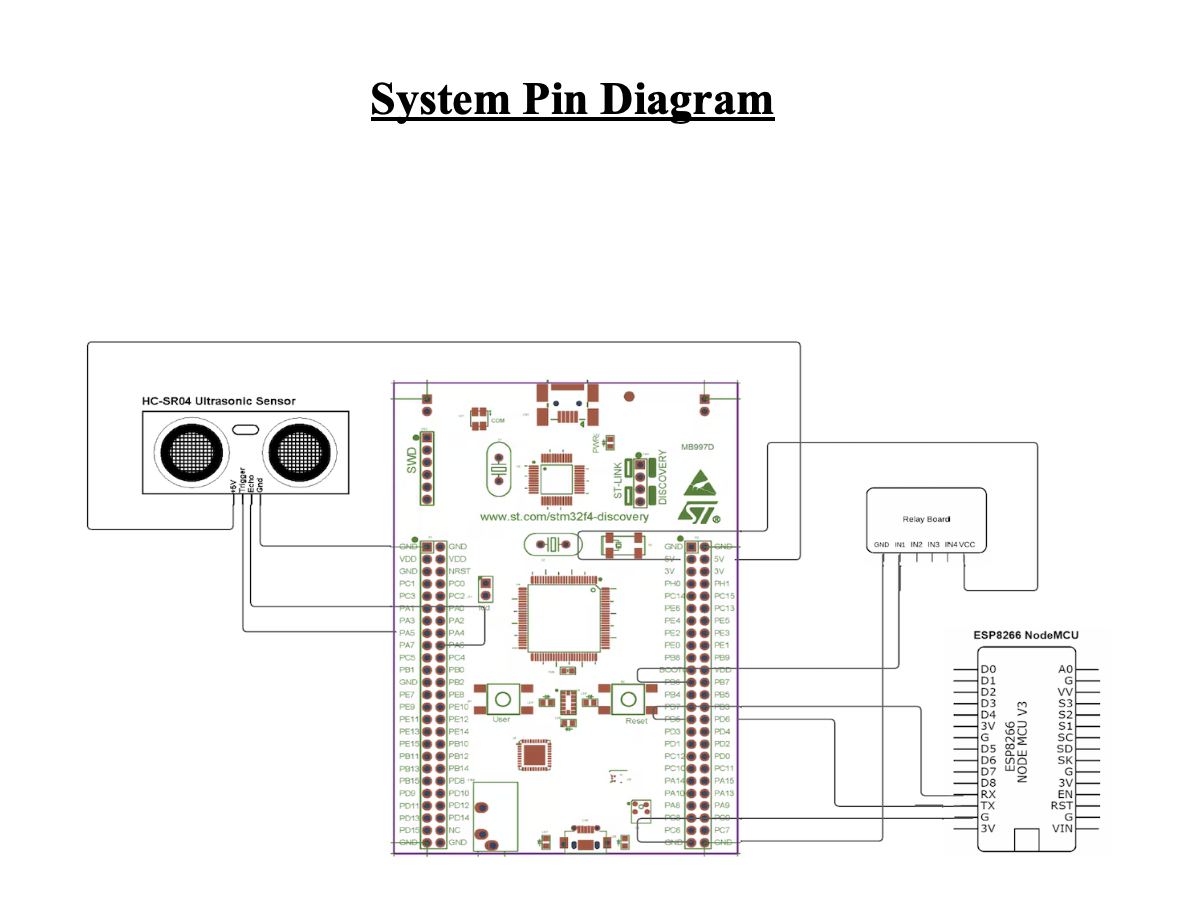 System Pin Diagram
HC-SR04 Ultrasonic Sensor
+5V
Trigger
Echo
Gnd
COM
SWD
PWR
MB997D
ST-LINK
DISCOVERY
www.st.com/stm32f4-discovery
ST®
GND GND
VDD VDD
GND NRST
PC1 PC0
PC3 PC2
PA1 PA0
PA3 PA2
PA5 PA4
PA7 PA6
PC5 PC4
PB1 PB0
GND PB2
PE7 PE8
PE9 PE10
PE11 PE12
PE13 PE14
PE15 PB10
PB11 PB12
PB13 PB14
PB15 PD8
PD9 PD10
PD11 PD12
PD13 PD14
PD15 NC
GND GND
Idd
User
Reset
GND GND
5V 5V
3V 3V
PH0 PH1
PC14 PC15
PE6 PC13
PE4 PE5
PE2 PE3
PE0 PE1
PB8 PB9
BOOT0 VDD
PB6 PB7
PB4 PB5
PD7 PB3
PD5 PD6
PD3 PD4
PD1 PD2
PC12 PD0
PC10 PC11
PA14 PA15
PA10 PA13
PA8 PA9
PC8 PC9
PC6 PC7
GND GND
Relay Board
GND IN1 IN2 IN3 IN4 VCC
ESP8266 NodeMCU
ESP8266
NODE MCU V3
D0 A0
D1 G
D2 VV
D3 S3
D4 S2
3V S1
G SC
D5 SD
D6 SK
D7 G
D8 3V
RX EN
TX RST
G G
3V VIN